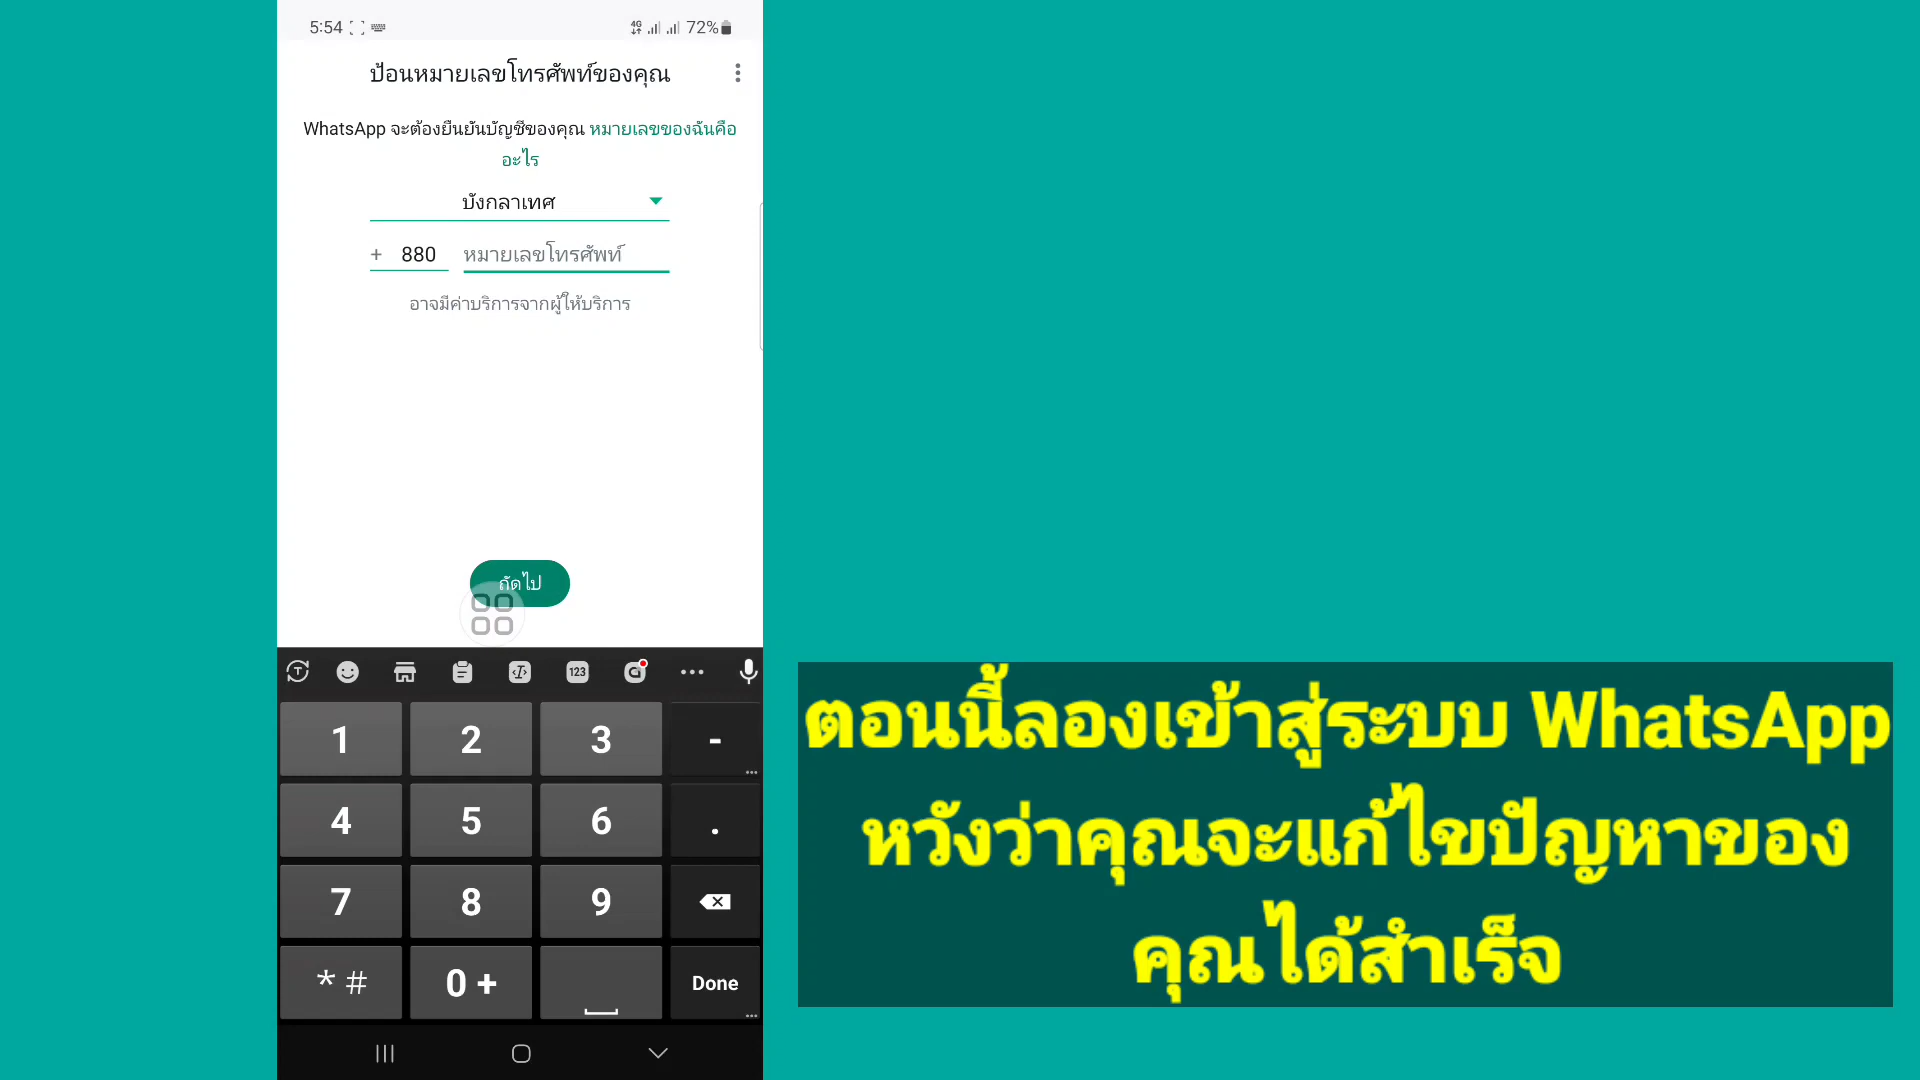 5:54
4G 72%
ป้อนหมายเลขโทรศัพท์ของคุณ
WhatsApp จะต้องยืนยันบัญชีของคุณ หมายเลขของฉันคือ
อะไร
บังกลาเทศ
+ 880 หมายเลขโทรศัพท์
อาจมีค่าบริการจากผู้ให้บริการ
ถัดไป
123
1 2 3 -
4 5 6 .
7 8 9
* # 0 + Done
ตอนนี้ลองเข้าสู่ระบบ WhatsApp
หวังว่าคุณจะแก้ไขปัญหาของ
คุณได้สำเร็จ